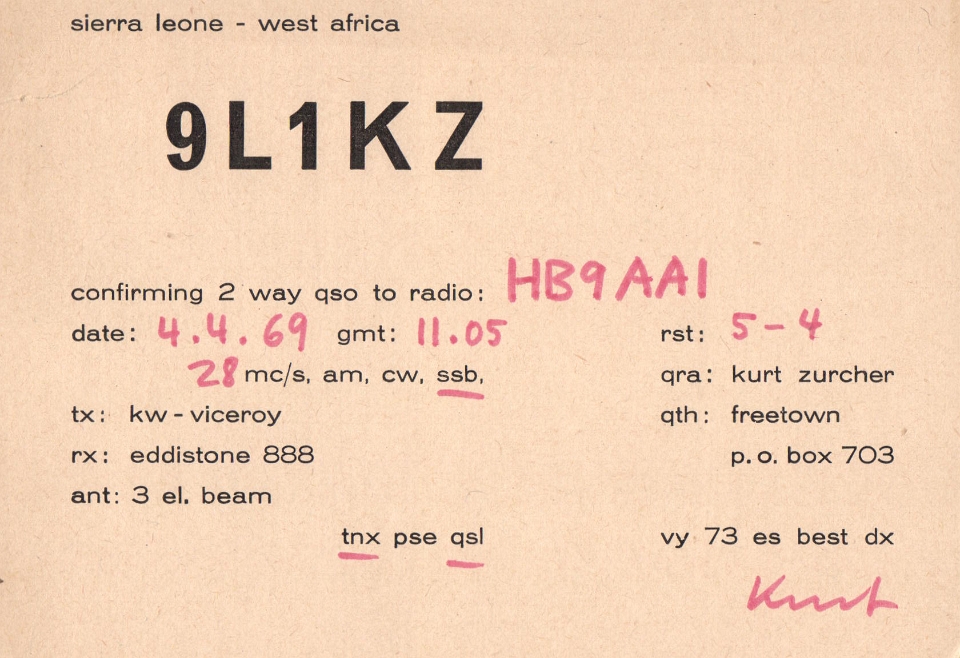 sierra leone - west africa
9L1KZ
confirming 2 way qso to radio: HB9AAI
date: 4.4.69 gmt: 11.05 rst: 5-4
28 mc/s, am, cw, ssb, qra: kurt zurcher
tx: kw-viceroy qth: freetown
rx: eddistone 888 p.o. box 703
ant: 3 el. beam
tnx pse qsl vy 73 es best dx
Kurt